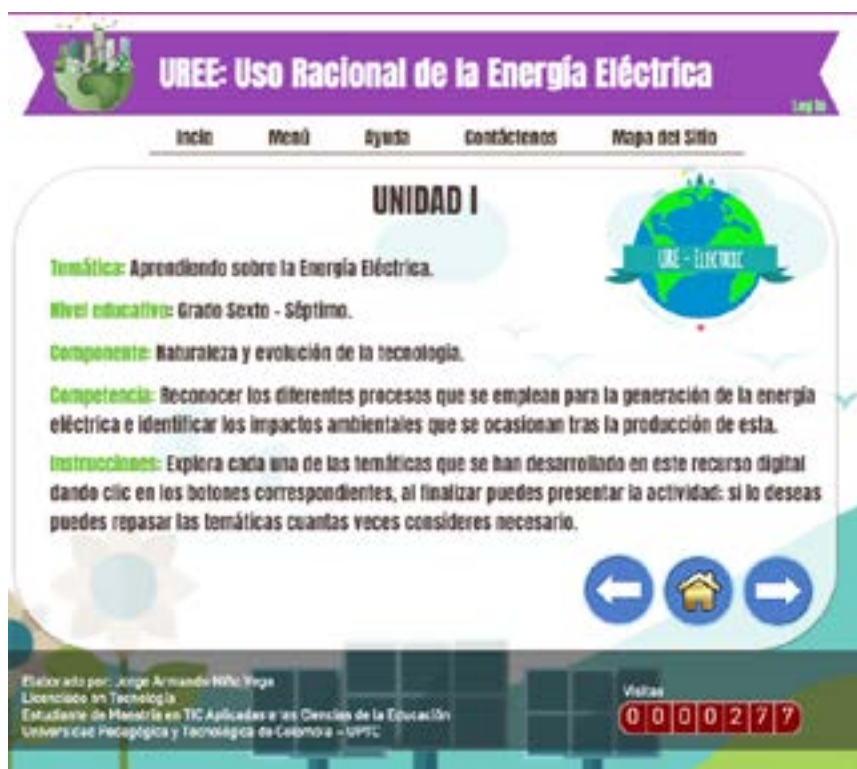 UREE: Uso Racional de la Energía Eléctrica
Log In
Incio Menú Ayuda Contáctenos Mapa del Sitio
UNIDAD I
URE - ELECTRIC
Temática: Aprendiendo sobre la Energía Eléctrica.
Nivel educativo: Grado Sexto - Séptimo.
Componente: Naturaleza y evolución de la tecnología.
Competencia: Reconocer los diferentes procesos que se emplean para la generación de la energía
eléctrica e identificar los impactos ambientales que se ocasionan tras la producción de esta.
Instrucciones: Explora cada una de las temáticas que se han desarrollado en este recurso digital
dando clic en los botones correspondientes, al finalizar puedes presentar la actividad: si lo deseas
puedes repasar las temáticas cuantas veces consideres necesario.
Elaborado por: Jorge Armando Niño Vega
Licenciado en Tecnología
Estudiante de Maestría en TIC Aplicadas a las Ciencias de la Educación
Universidad Pedagógica y Tecnológica de Colombia - UPTC
Visitas
0000277